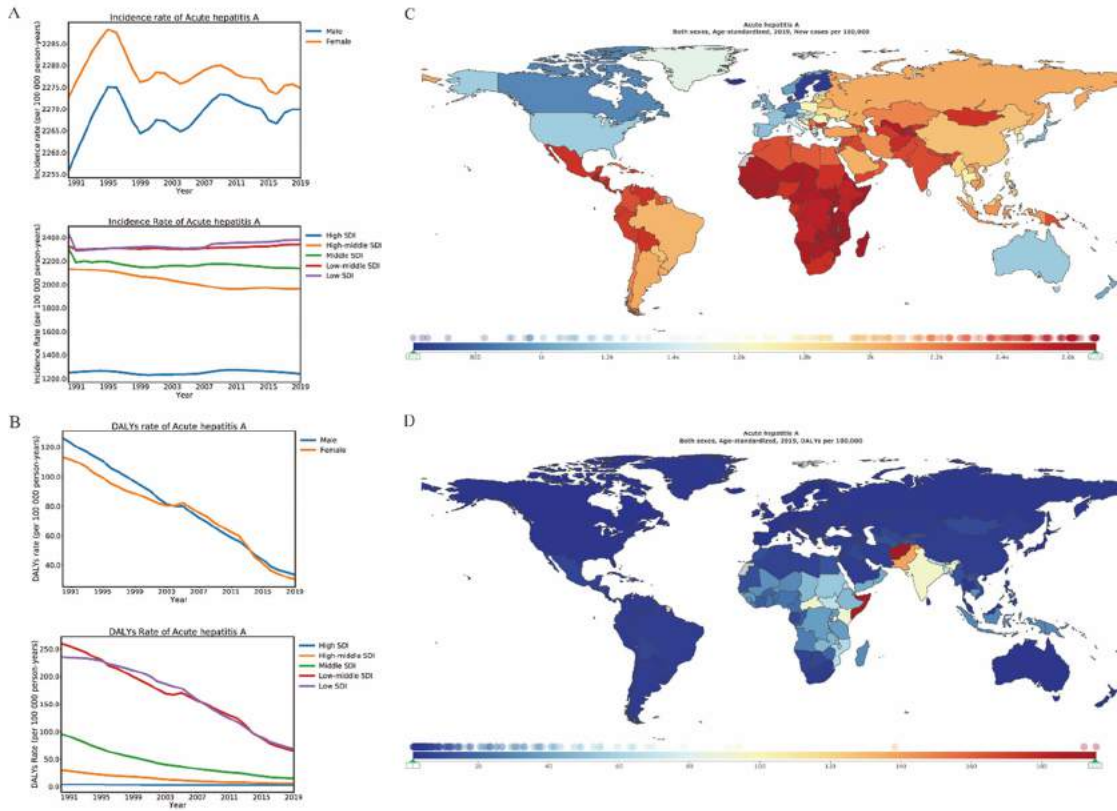 A
Incidence rate of Acute hepatitis A
Incidence rate (per 100 000 person-years)
2285.0
2280.0
2275.0
2270.0
2265.0
2260.0
2255.0
1991 1995 1999 2003 2007 2011 2015 2019
Year
Male
Female
Incidence Rate of Acute hepatitis A
Incidence Rate (per 100 000 person-years)
2400.0
2200.0
2000.0
1800.0
1600.0
1400.0
1200.0
1991 1995 1999 2003 2007 2011 2015 2019
Year
High SDI
High-middle SDI
Middle SDI
Low-middle SDI
Low SDI
B
DALYs rate of Acute hepatitis A
DALYs rate (per 100 000 person-years)
120.0
100.0
80.0
60.0
40.0
1991 1995 1999 2003 2007 2011 2015 2019
Year
Male
Female
DALYs Rate of Acute hepatitis A
DALYs Rate (per 100 000 person-years)
250.0
200.0
150.0
100.0
50.0
0.0
1991 1995 1999 2003 2007 2011 2015 2019
Year
High SDI
High-middle SDI
Middle SDI
Low-middle SDI
Low SDI
C
Acute hepatitis A
Both sexes, Age-standardized, 2019, New cases per 100,000
800 1k 1.2k 1.4k 1.6k 1.8k 2k 2.2k 2.4k 2.6k
D
Acute hepatitis A
Both sexes, Age-standardized, 2019, DALYs per 100,000
20 40 60 80 100 120 140 160 180